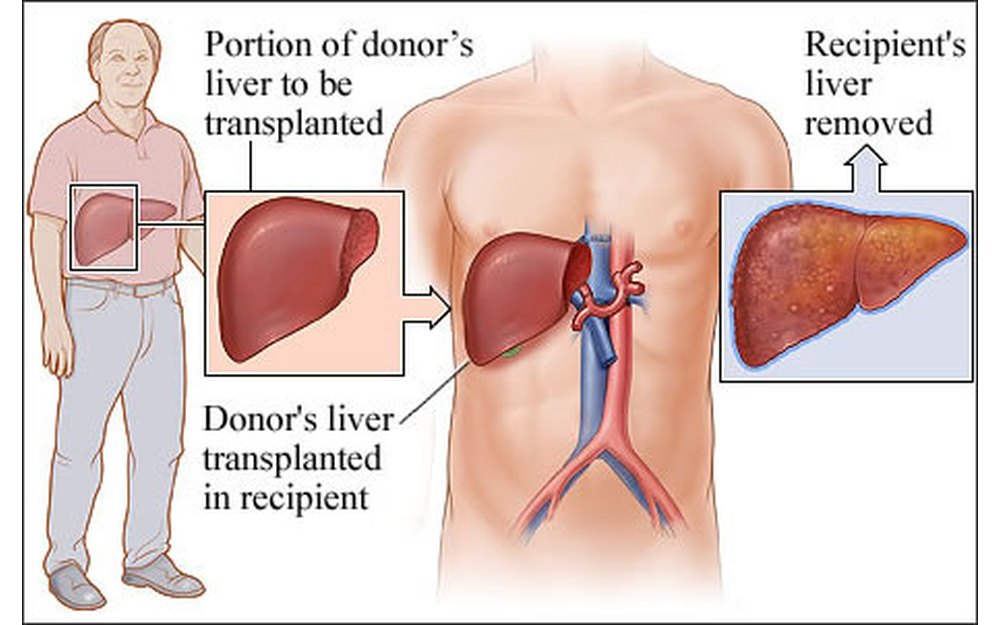 Portion of donor's
liver to be
transplanted
Recipient's
liver
removed
Donor's liver
transplanted
in recipient